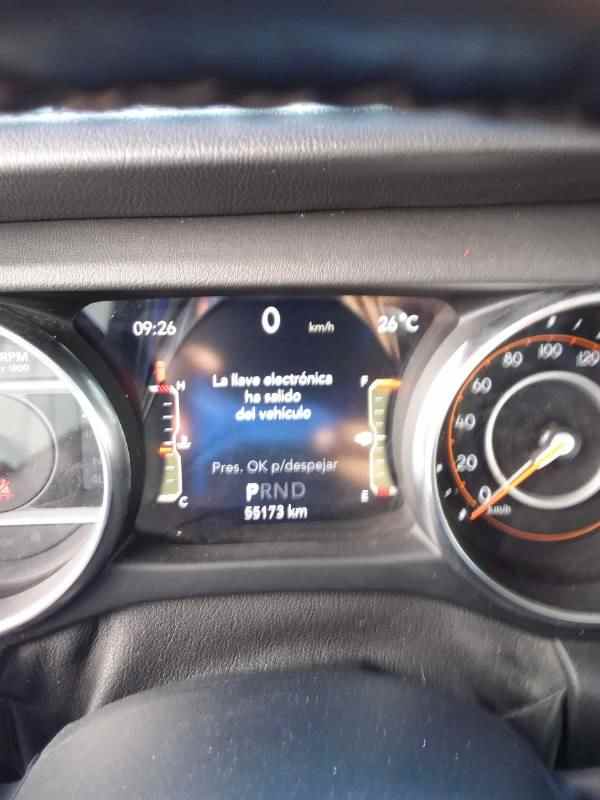 09:26
0 km/h
26°C
La llave electrónica
ha salido
del vehículo
Pres. OK p/despejar
PRND
55173 km
H
C
F
E
RPM
0
20
40
60
80
100
120
km/h